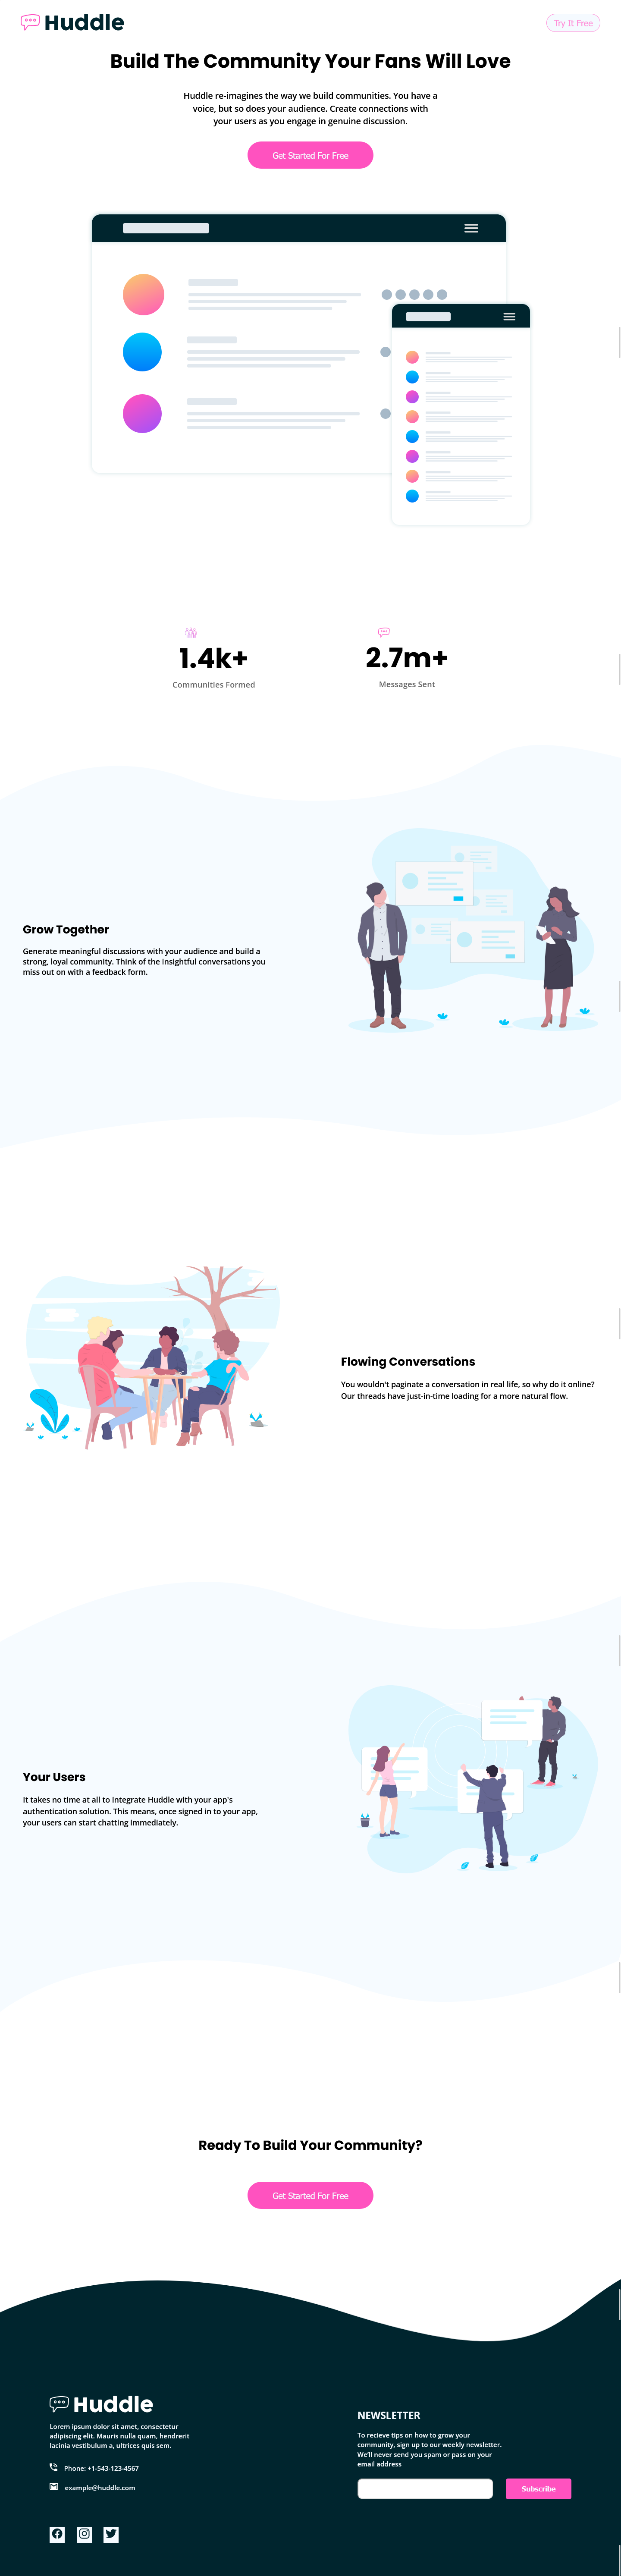 Huddle
Try It Free
Build The Community Your Fans Will Love
Huddle re-imagines the way we build communities. You have a
voice, but so does your audience. Create connections with
your users as you engage in genuine discussion.
Get Started For Free
1.4k+
Communities Formed
2.7m+
Messages Sent
Grow Together
Generate meaningful discussions with your audience and build a
strong, loyal community. Think of the insightful conversations you
miss out on with a feedback form.
Flowing Conversations
You wouldn't paginate a conversation in real life, so why do it online?
Our threads have just-in-time loading for a more natural flow.
Your Users
It takes no time at all to integrate Huddle with your app's
authentication solution. This means, once signed in to your app,
your users can start chatting immediately.
Ready To Build Your Community?
Get Started For Free
Huddle
Lorem ipsum dolor sit amet, consectetur
adipiscing elit. Mauris nulla quam, hendrerit
lacinia vestibulum a, ultrices quis sem.
Phone: +1-543-123-4567
example@huddle.com
NEWSLETTER
To recieve tips on how to grow your
community, sign up to our weekly newsletter.
We'll never send you spam or pass on your
email address
Subscribe